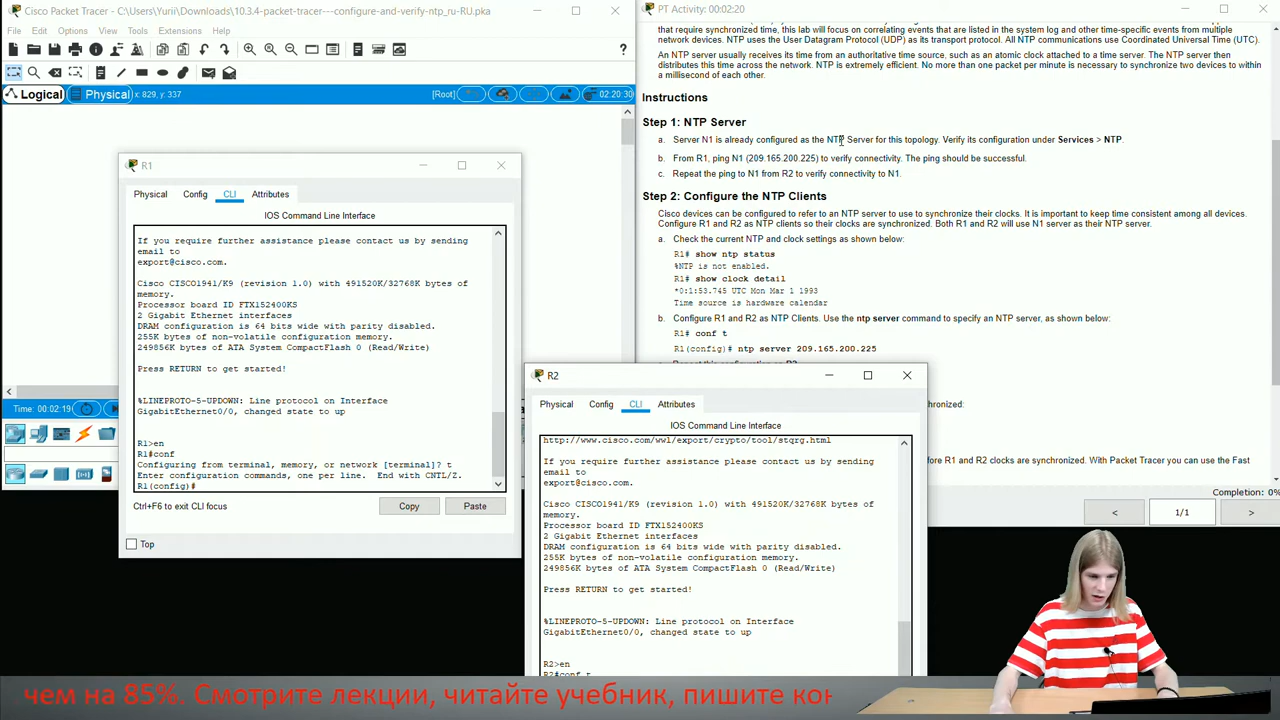 Cisco Packet Tracer - C:\Users\Yurii\Downloads\10.3.4-packet-tracer---configure-and-verify-ntp_ru-RU.pka
File Edit Options View Tools Extensions Help
Logical Physical x: 829, y: 337 [Root] 02:20:30
R1
Physical Config CLI Attributes
IOS Command Line Interface
If you require further assistance please contact us by sending
email to
export@cisco.com.
Cisco CISCO1941/K9 (revision 1.0) with 491520K/32768K bytes of
memory.
Processor board ID FTX152400KS
2 Gigabit Ethernet interfaces
DRAM configuration is 64 bits wide with parity disabled.
255K bytes of non-volatile configuration memory.
249856K bytes of ATA System CompactFlash 0 (Read/Write)
Press RETURN to get started!
%LINEPROTO-5-UPDOWN: Line protocol on Interface
GigabitEthernet0/0, changed state to up
R1>en
R1#conf
Configuring from terminal, memory, or network [terminal]? t
Enter configuration commands, one per line. End with CNTL/Z.
R1(config)#
Ctrl+F6 to exit CLI focus
Copy Paste
Top
Time: 00:02:19
PT Activity: 00:02:20
that require synchronized time, this lab will focus on correlating events that are listed in the system log and other time-specific events from multiple
network devices. NTP uses the User Datagram Protocol (UDP) as its transport protocol. All NTP communications use Coordinated Universal Time (UTC).
An NTP server usually receives its time from an authoritative time source, such as an atomic clock attached to a time server. The NTP server then
distributes this time across the network. NTP is extremely efficient. No more than one packet per minute is necessary to synchronize two devices to within
a millisecond of each other.
Instructions
Step 1: NTP Server
a. Server N1 is already configured as the NTP Server for this topology. Verify its configuration under Services > NTP.
b. From R1, ping N1 (209.165.200.225) to verify connectivity. The ping should be successful.
c. Repeat the ping to N1 from R2 to verify connectivity to N1.
Step 2: Configure the NTP Clients
Cisco devices can be configured to refer to an NTP server to use to synchronize their clocks. It is important to keep time consistent among all devices.
Configure R1 and R2 as NTP clients so their clocks are synchronized. Both R1 and R2 will use N1 server as their NTP server.
a. Check the current NTP and clock settings as shown below:
R1# show ntp status
%NTP is not enabled.
R1# show clock detail
*0:1:53.745 UTC Mon Mar 1 1993
Time source is hardware calendar
b. Configure R1 and R2 as NTP Clients. Use the ntp server command to specify an NTP server, as shown below:
R1# conf t
R1(config)# ntp server 209.165.200.225
chronized:
fore R1 and R2 clocks are synchronized. With Packet Tracer you can use the Fast
Completion: 0%
< 1/1 >
R2
Physical Config CLI Attributes
IOS Command Line Interface
http://www.cisco.com/wwl/export/crypto/tool/stqrg.html
If you require further assistance please contact us by sending
email to
export@cisco.com.
Cisco CISCO1941/K9 (revision 1.0) with 491520K/32768K bytes of
memory.
Processor board ID FTX152400KS
2 Gigabit Ethernet interfaces
DRAM configuration is 64 bits wide with parity disabled.
255K bytes of non-volatile configuration memory.
249856K bytes of ATA System CompactFlash 0 (Read/Write)
Press RETURN to get started!
%LINEPROTO-5-UPDOWN: Line protocol on Interface
GigabitEthernet0/0, changed state to up
R2>en
R2#conf t
чем на 85%. Смотрите лекции, читайте учебник, пишите кон